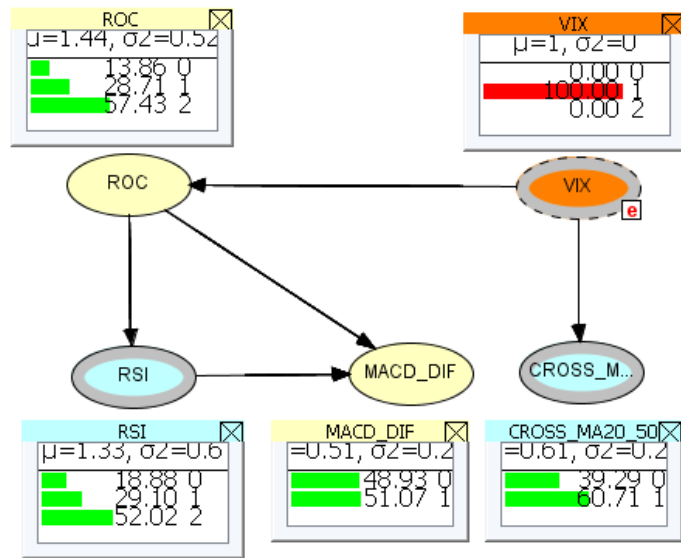 ROC
μ=1.44, σ2=0.52
13.86 0
28.71 1
57.43 2
VIX
μ=1, σ2=0
0.00 0
100.00 1
0.00 2
ROC
VIX
e
RSI
MACD_DIF
CROSS_M...
RSI
μ=1.33, σ2=0.6
18.88 0
29.10 1
52.02 2
MACD_DIF
=0.51, σ2=0.2
48.93 0
51.07 1
CROSS_MA20_50
=0.61, σ2=0.2
39.29 0
60.71 1